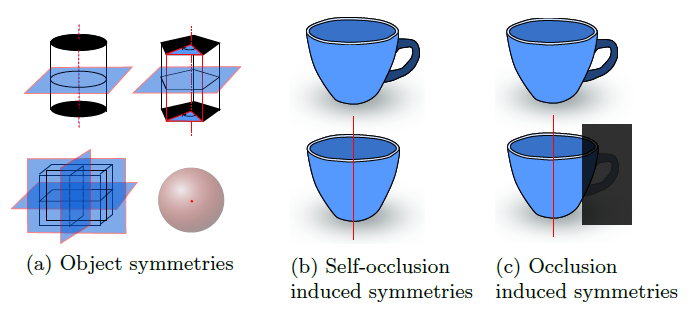 (a) Object symmetries
(b) Self-occlusion
induced symmetries
(c) Occlusion
induced symmetries